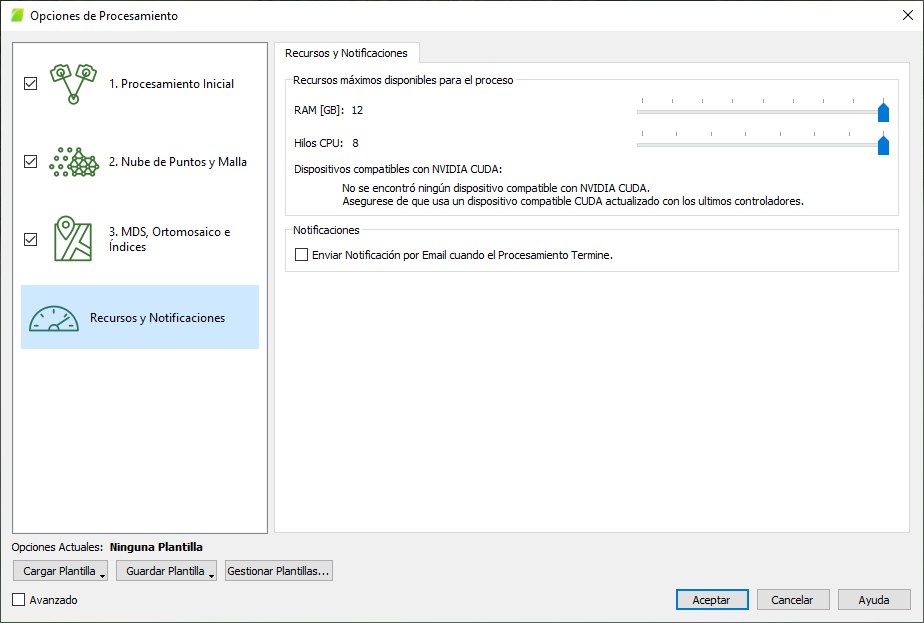 Opciones de Procesamiento
1. Procesamiento Inicial
2. Nube de Puntos y Malla
3. MDS, Ortomosaico e
Índices
Recursos y Notificaciones
Recursos y Notificaciones
Recursos máximos disponibles para el proceso
RAM [GB]: 12
Hilos CPU: 8
Dispositivos compatibles con NVIDIA CUDA:
No se encontró ningún dispositivo compatible con NVIDIA CUDA.
Asegurese de que usa un dispositivo compatible CUDA actualizado con los ultimos controladores.
Notificaciones
Enviar Notificación por Email cuando el Procesamiento Termine.
Opciones Actuales: Ninguna Plantilla
Cargar Plantilla
Guardar Plantilla
Gestionar Plantillas...
Avanzado
Aceptar
Cancelar
Ayuda